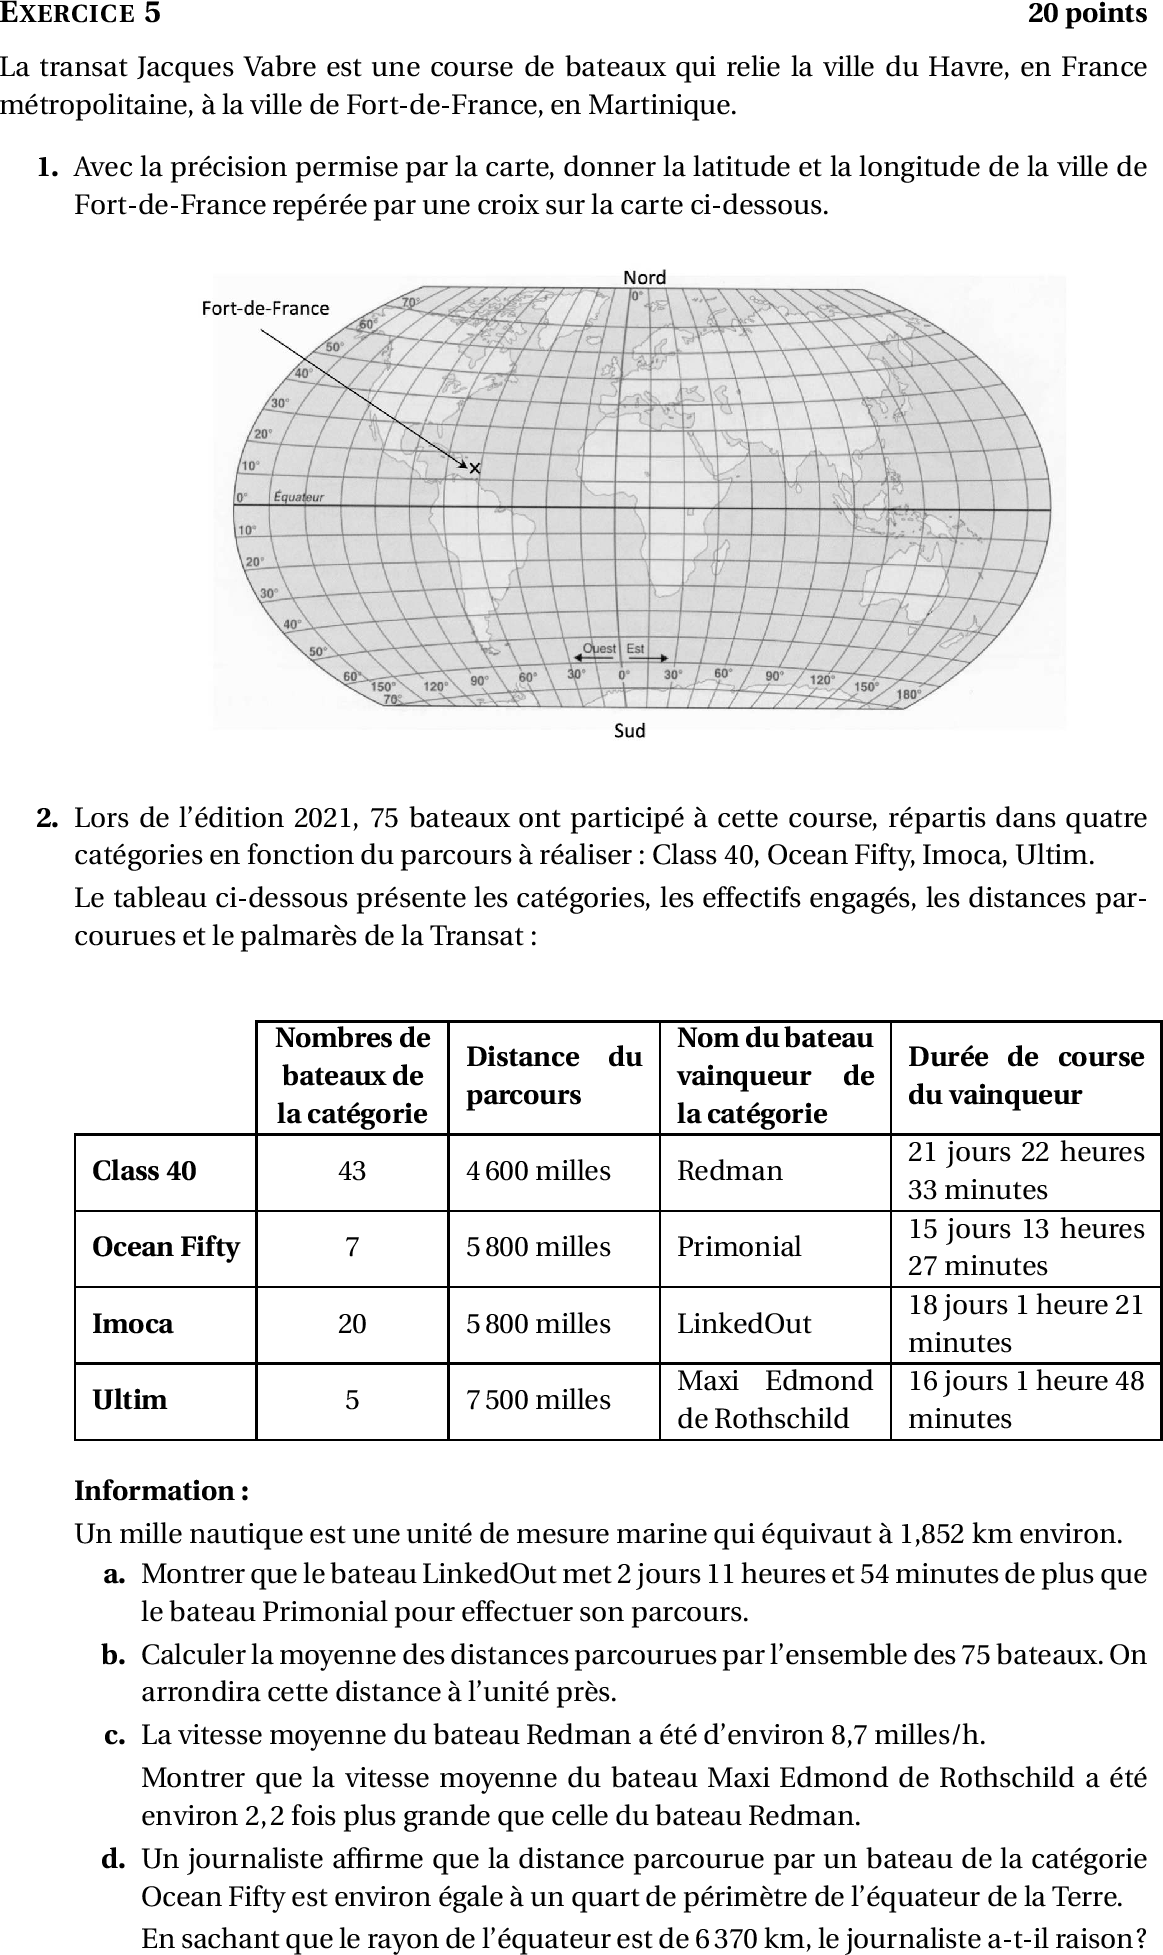 EXERCICE 5 20 points
La transat Jacques Vabre est une course de bateaux qui relie la ville du Havre, en France
métropolitaine, à la ville de Fort-de-France, en Martinique.
1. Avec la précision permise par la carte, donner la latitude et la longitude de la ville de
Fort-de-France repérée par une croix sur la carte ci-dessous.
Nord
Fort-de-France
70° 0° 70°
60°
50°
40°
30°
20°
10°
0° Équateur
10°
20°
30°
40°
50°
Ouest Est
60°
150° 120° 90° 60° 30° 0° 30° 60° 90° 120° 150° 180°
70°
Sud
2. Lors de l'édition 2021, 75 bateaux ont participé à cette course, répartis dans quatre
catégories en fonction du parcours à réaliser : Class 40, Ocean Fifty, Imoca, Ultim.
Le tableau ci-dessous présente les catégories, les effectifs engagés, les distances par-
courues et le palmarès de la Transat :
Nombres de bateaux de la catégorie Distance du parcours Nom du bateau vainqueur de la catégorie Durée de course du vainqueur
Class 40 43 4 600 milles Redman 21 jours 22 heures 33 minutes
Ocean Fifty 7 5 800 milles Primonial 15 jours 13 heures 27 minutes
Imoca 20 5 800 milles LinkedOut 18 jours 1 heure 21 minutes
Ultim 5 7 500 milles Maxi Edmond de Rothschild 16 jours 1 heure 48 minutes
Information :
Un mille nautique est une unité de mesure marine qui équivaut à 1,852 km environ.
a. Montrer que le bateau LinkedOut met 2 jours 11 heures et 54 minutes de plus que
le bateau Primonial pour effectuer son parcours.
b. Calculer la moyenne des distances parcourues par l'ensemble des 75 bateaux. On
arrondira cette distance à l'unité près.
c. La vitesse moyenne du bateau Redman a été d'environ 8,7 milles/h.
Montrer que la vitesse moyenne du bateau Maxi Edmond de Rothschild a été
environ 2,2 fois plus grande que celle du bateau Redman.
d. Un journaliste affirme que la distance parcourue par un bateau de la catégorie
Ocean Fifty est environ égale à un quart de périmètre de l'équateur de la Terre.
En sachant que le rayon de l'équateur est de 6 370 km, le journaliste a-t-il raison ?